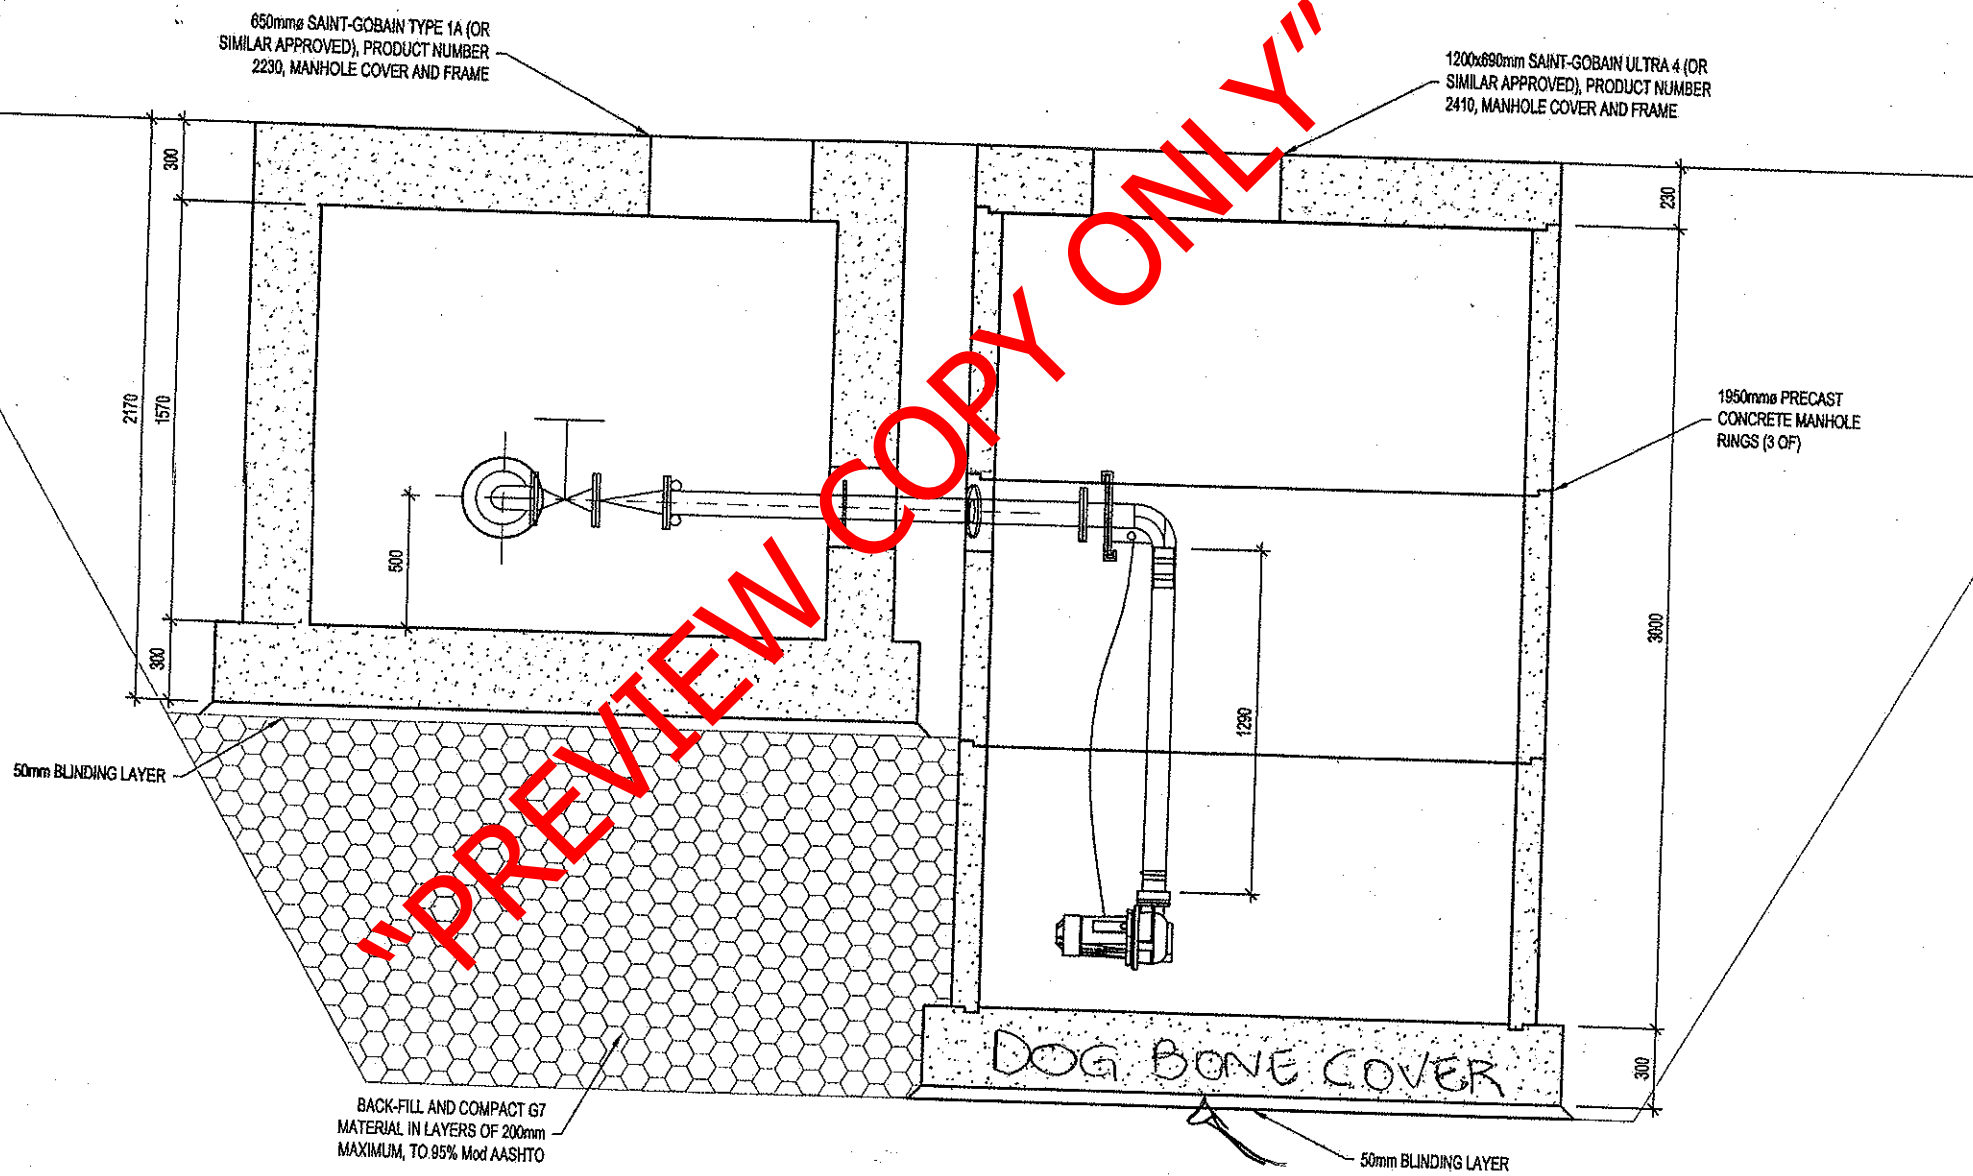 650mmø SAINT-GOBAIN TYPE 1A (OR
SIMILAR APPROVED), PRODUCT NUMBER
2230, MANHOLE COVER AND FRAME
1200x690mm SAINT-GOBAIN ULTRA 4 (OR
SIMILAR APPROVED), PRODUCT NUMBER
2410, MANHOLE COVER AND FRAME
300
230
2170
1570
1950mmø PRECAST
CONCRETE MANHOLE
RINGS (3 OF)
500
300
3000
1290
50mm BLINDING LAYER
"PREVIEW COPY ONLY"
DOG BONE COVER
300
BACK-FILL AND COMPACT G7
MATERIAL IN LAYERS OF 200mm
MAXIMUM, TO 95% Mod AASHTO
50mm BLINDING LAYER